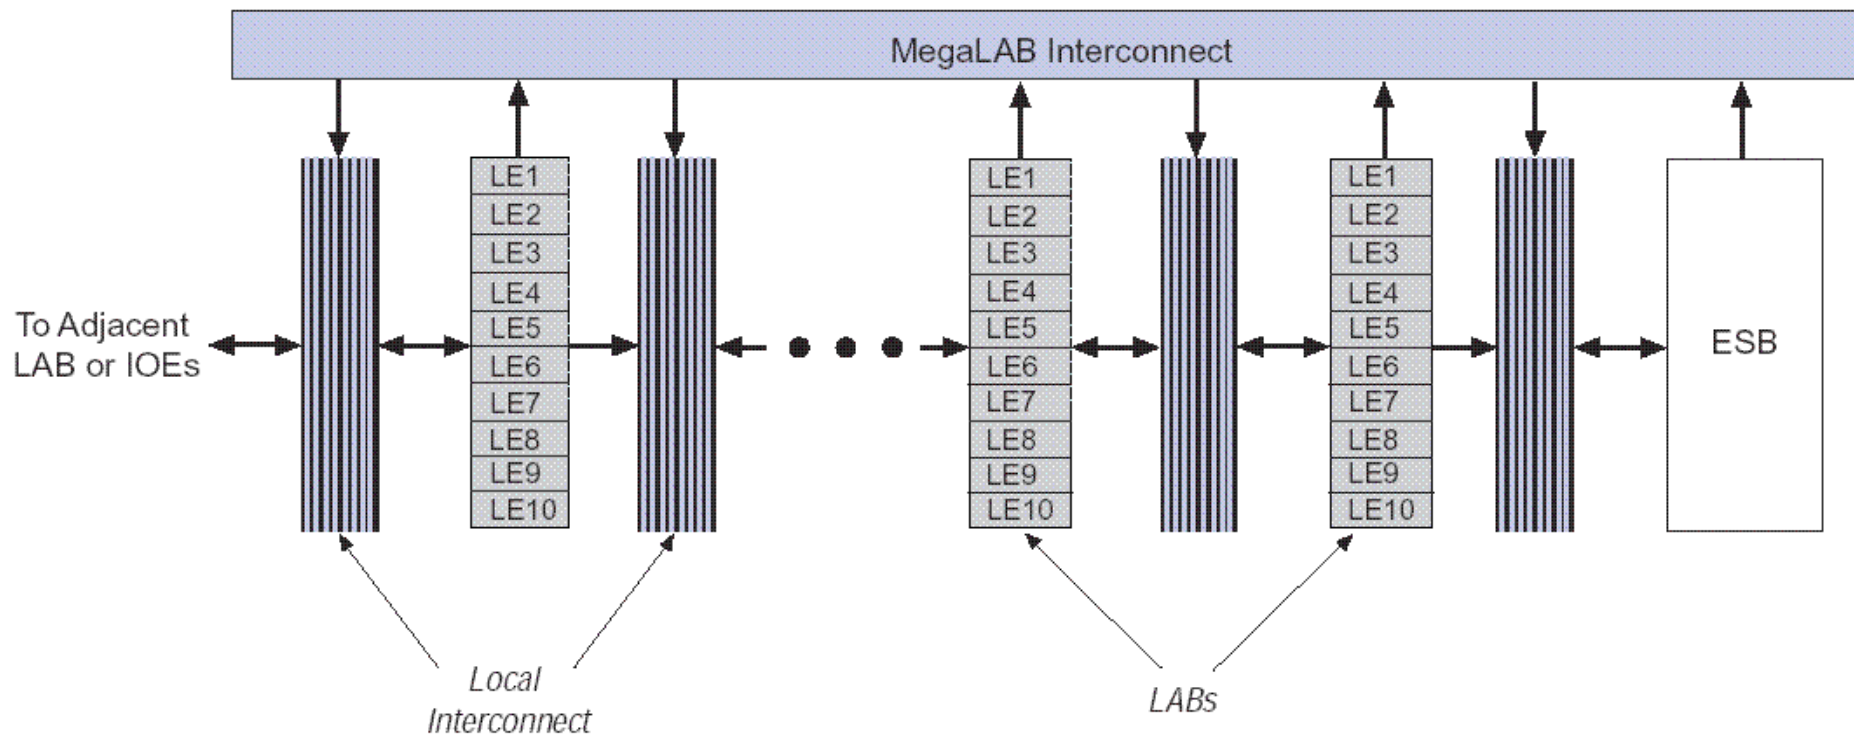 MegaLAB Interconnect
LE1
LE2
LE3
LE4
LE5
LE6
LE7
LE8
LE9
LE10
LE1
LE2
LE3
LE4
LE5
LE6
LE7
LE8
LE9
LE10
LE1
LE2
LE3
LE4
LE5
LE6
LE7
LE8
LE9
LE10
To Adjacent
LAB or IOEs
ESB
Local
Interconnect
LABs